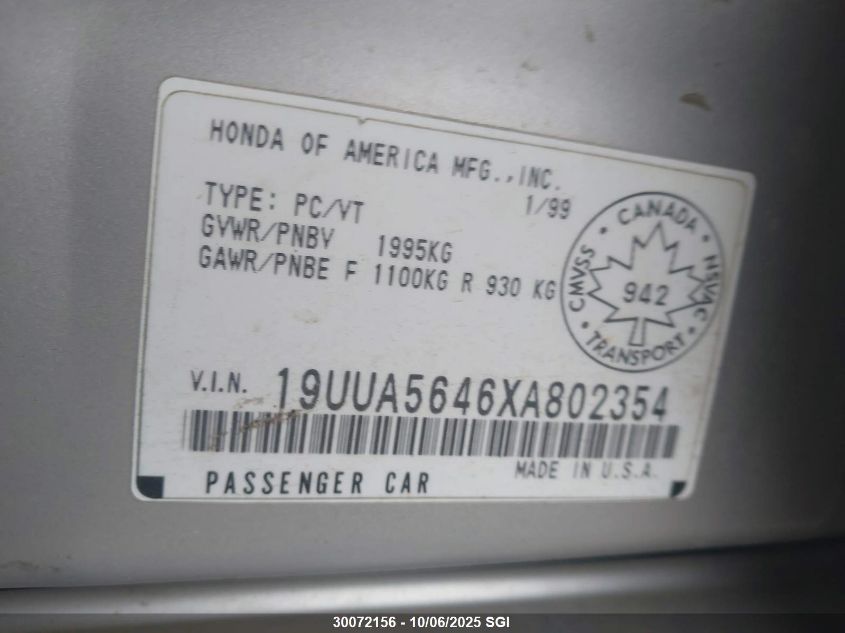 HONDA OF AMERICA MFG.,INC.
1/99
TYPE: PC/VT
GVWR/PNBV 1995KG
GAWR/PNBE F 1100KG R 930 KG
CANADA
CMVSS
NSVAC
942
TRANSPORT
V.I.N. 19UUA5646XA802354
MADE IN U.S.A.
PASSENGER CAR
30072156 - 10/06/2025 SGI